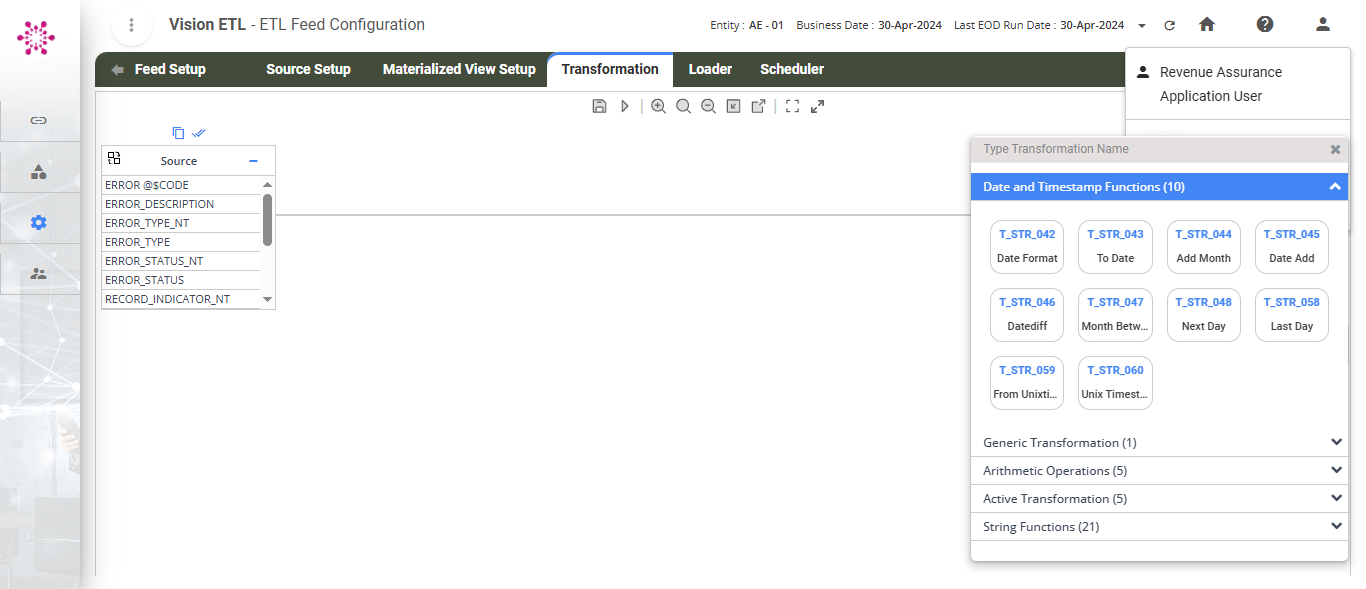 Vision ETL - ETL Feed Configuration
Entity : AE - 01 Business Date : 30-Apr-2024 Last EOD Run Date : 30-Apr-2024
Feed Setup Source Setup Materialized View Setup Transformation Loader Scheduler
Revenue Assurance
Application User
Source
ERROR @$CODE
ERROR_DESCRIPTION
ERROR_TYPE_NT
ERROR_TYPE
ERROR_STATUS_NT
ERROR_STATUS
RECORD_INDICATOR_NT
Type Transformation Name
Date and Timestamp Functions (10)
T_STR_042 T_STR_043 T_STR_044 T_STR_045
Date Format To Date Add Month Date Add
T_STR_046 T_STR_047 T_STR_048 T_STR_058
Datediff Month Betw... Next Day Last Day
T_STR_059 T_STR_060
From Unixti... Unix Timest...
Generic Transformation (1)
Arithmetic Operations (5)
Active Transformation (5)
String Functions (21)